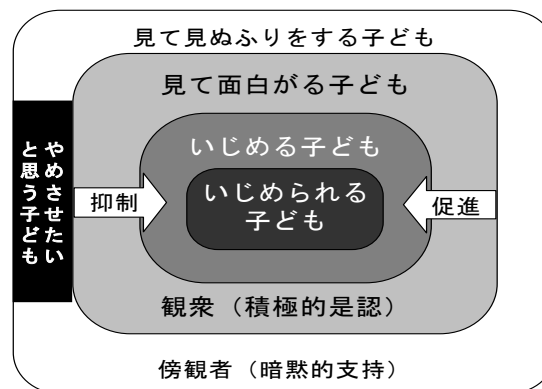 見て見ぬふりをする子ども
見て面白がる子ども
いじめる子ども
いじめられる
子ども
やめさせたい
と思う子ども
抑制
促進
観衆（積極的是認）
傍観者（暗黙的支持）